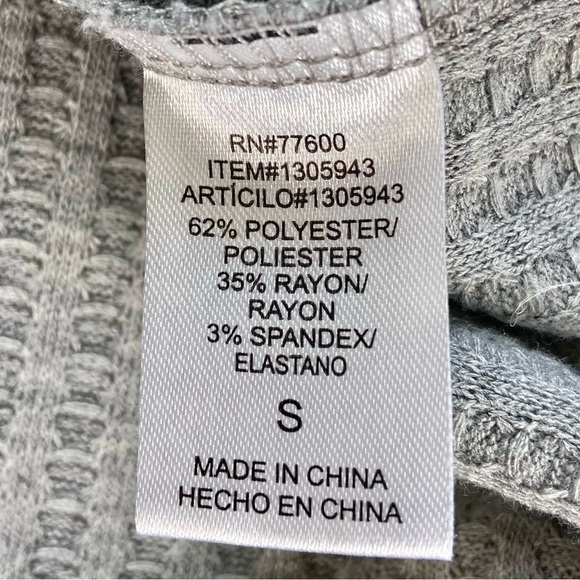 RN#77600
ITEM#1305943
ARTÍCILO#1305943
62% POLYESTER/
POLIESTER
35% RAYON/
RAYON
3% SPANDEX/
ELASTANO
S
MADE IN CHINA
HECHO EN CHINA